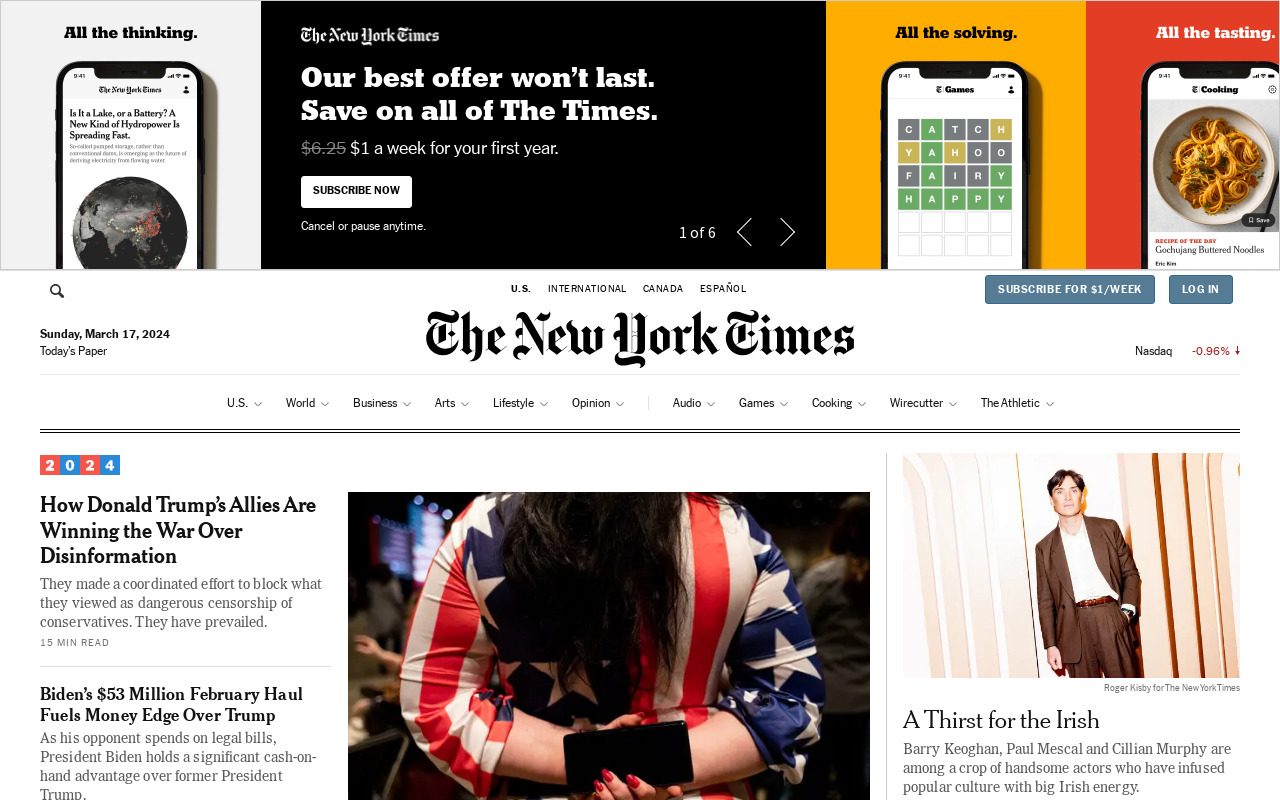 All the thinking.
9:41
The New York Times
Is It a Lake, or a Battery? A
New Kind of Hydropower Is
Spreading Fast.
So-called pumped storage, rather than
conventional dams, is emerging as the future of
deriving electricity from flowing water.
The New York Times
Our best offer won’t last.
Save on all of The Times.
$6.25 $1 a week for your first year.
SUBSCRIBE NOW
Cancel or pause anytime.
1 of 6
All the solving.
9:41
T Games
C A T C H
Y A H O O
F A I R Y
H A P P Y
All the tasting.
9:41
T Cooking
Save
RECIPE OF THE DAY
Gochujang Buttered Noodles
Eric Kim
U.S. INTERNATIONAL CANADA ESPAÑOL
SUBSCRIBE FOR $1/WEEK LOG IN
Sunday, March 17, 2024
Today’s Paper
The New York Times
Nasdaq -0.96%
U.S. World Business Arts Lifestyle Opinion Audio Games Cooking Wirecutter The Athletic
2024
How Donald Trump’s Allies Are
Winning the War Over
Disinformation
They made a coordinated effort to block what
they viewed as dangerous censorship of
conservatives. They have prevailed.
15 MIN READ
Biden’s $53 Million February Haul
Fuels Money Edge Over Trump
As his opponent spends on legal bills,
President Biden holds a significant cash-on-
hand advantage over former President
Trump.
Roger Kisby for The New York Times
A Thirst for the Irish
Barry Keoghan, Paul Mescal and Cillian Murphy are
among a crop of handsome actors who have infused
popular culture with big Irish energy.